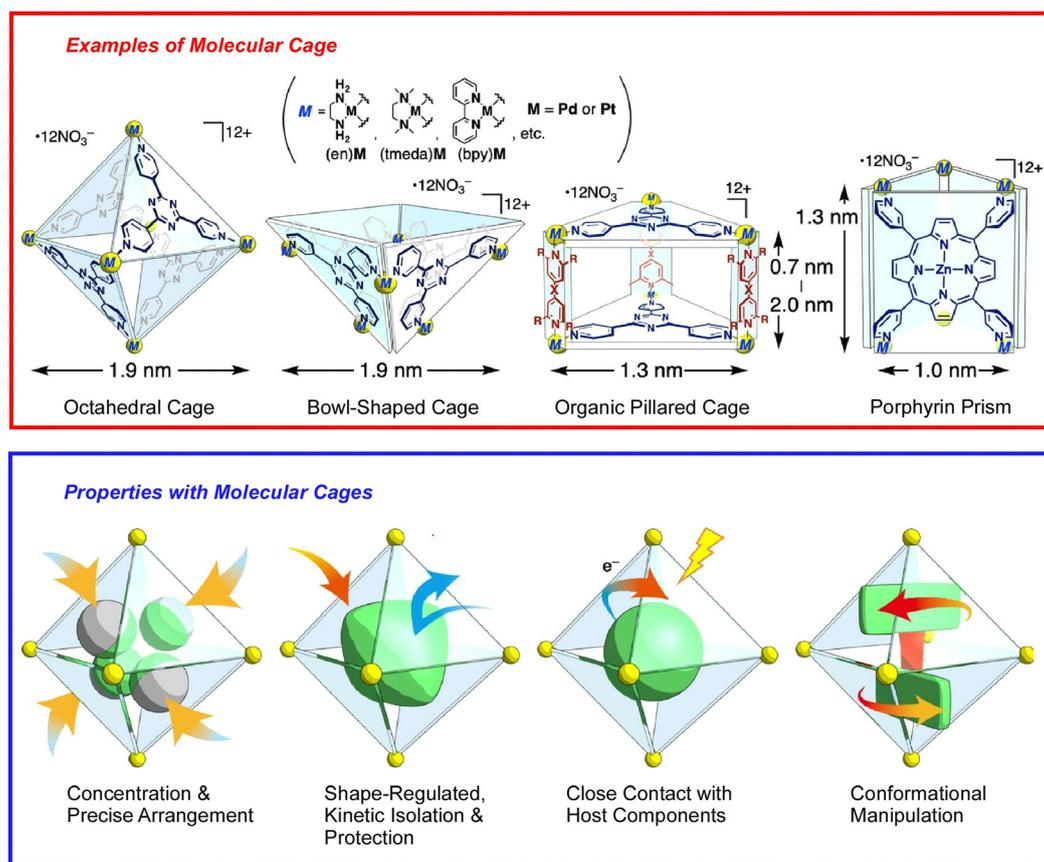 Examples of Molecular Cage
M = H2 N M N H2 , N M N , N M N , etc. M = Pd or Pt
(en)M (tmeda)M (bpy)M
•12NO3− 12+
•12NO3− 12+
•12NO3− 12+
•12NO3− 12+
M M M M M
N N N N N N N N N N N N
M M M M M
N N N N N N N N N N N N
M M M M M M
R R R R R R R R
X X X
N N N N N N N N
M M M M M
N N N N
N N Zn N N
1.3 nm
0.7 nm
2.0 nm
1.9 nm
1.9 nm
1.3 nm
1.0 nm
Octahedral Cage
Bowl-Shaped Cage
Organic Pillared Cage
Porphyrin Prism
Properties with Molecular Cages
e−
Concentration &
Precise Arrangement
Shape-Regulated,
Kinetic Isolation &
Protection
Close Contact with
Host Components
Conformational
Manipulation